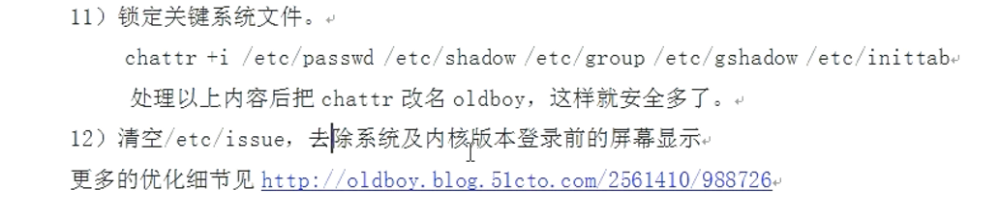 11）锁定关键系统文件。
chattr +i /etc/passwd /etc/shadow /etc/group /etc/gshadow /etc/inittab
处理以上内容后把 chattr 改名 oldboy，这样就安全多了。
12）清空/etc/issue，去除系统及内核版本登录前的屏幕显示
更多的优化细节见 http://oldboy.blog.51cto.com/2561410/988726